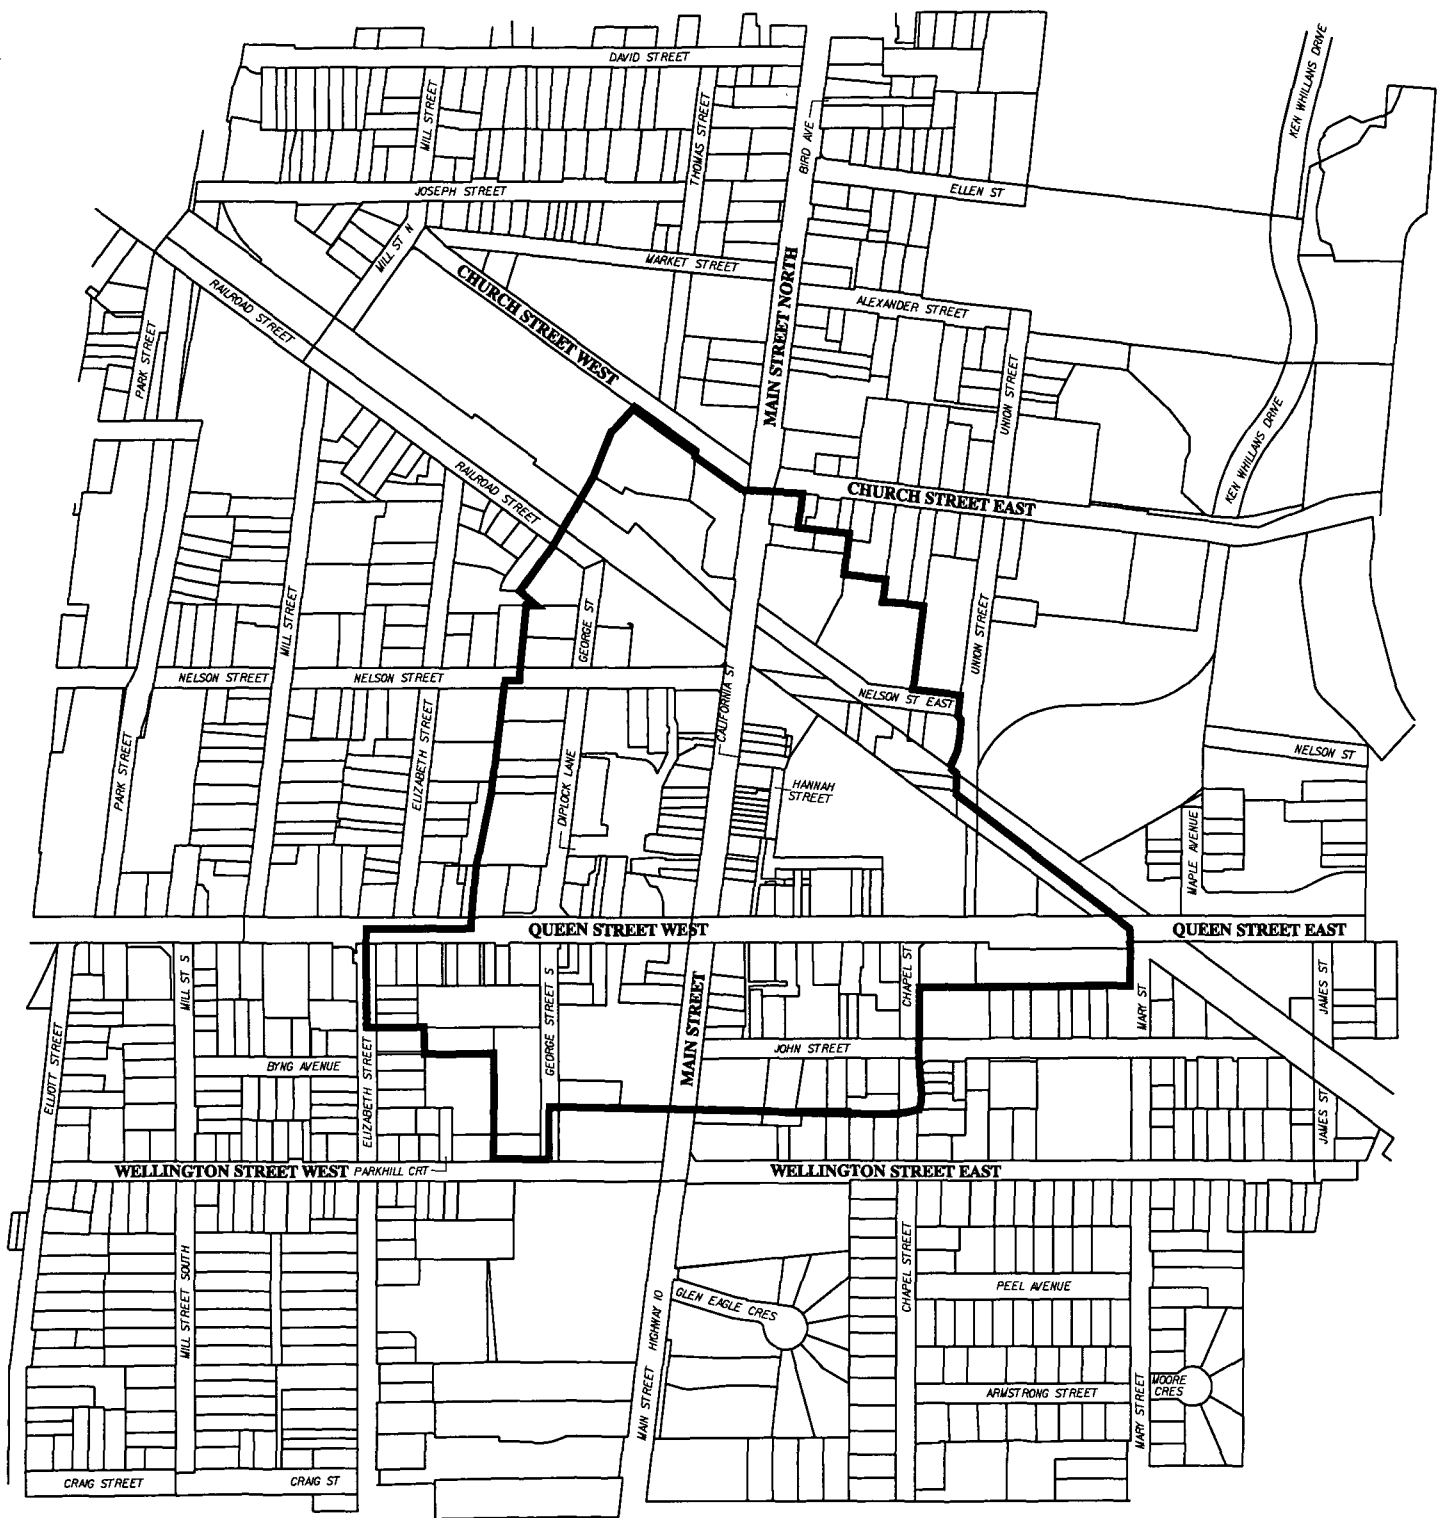 DAVID STREET
KEN WHILLANS DRIVE
MILL STREET
THOMAS STREET
BIRD AVE
JOSEPH STREET
ELLEN ST
MILL ST N
MARKET STREET
CHURCH STREET WEST
MAIN STREET NORTH
ALEXANDER STREET
RAILROAD STREET
PARK STREET
UNION STREET
KEN WHILLANS DRIVE
RAILROAD STREET
CHURCH STREET EAST
MILL STREET
GEORGE ST
UNION STREET
NELSON STREET
NELSON STREET
CALIFORNIA ST
NELSON ST EAST
ELIZABETH STREET
PARK STREET
DIPLOCK LANE
HANNAH
STREET
NELSON ST
MAPLE AVENUE
QUEEN STREET WEST
QUEEN STREET EAST
MILL ST S
GEORGE STREET S
MAIN STREET
CHAPEL ST
MARY ST
JAMES ST
ELLIOTT STREET
BYNG AVENUE
ELIZABETH STREET
JOHN STREET
JAMES ST
WELLINGTON STREET WEST
PARKHILL CRT
WELLINGTON STREET EAST
MILL STREET SOUTH
CHAPEL STREET
PEEL AVENUE
GLEN EAGLE CRES
MAIN STREET HIGHWAY 10
ARMSTRONG STREET
MARY STREET
MOORE
CRES
CRAIG STREET
CRAIG ST